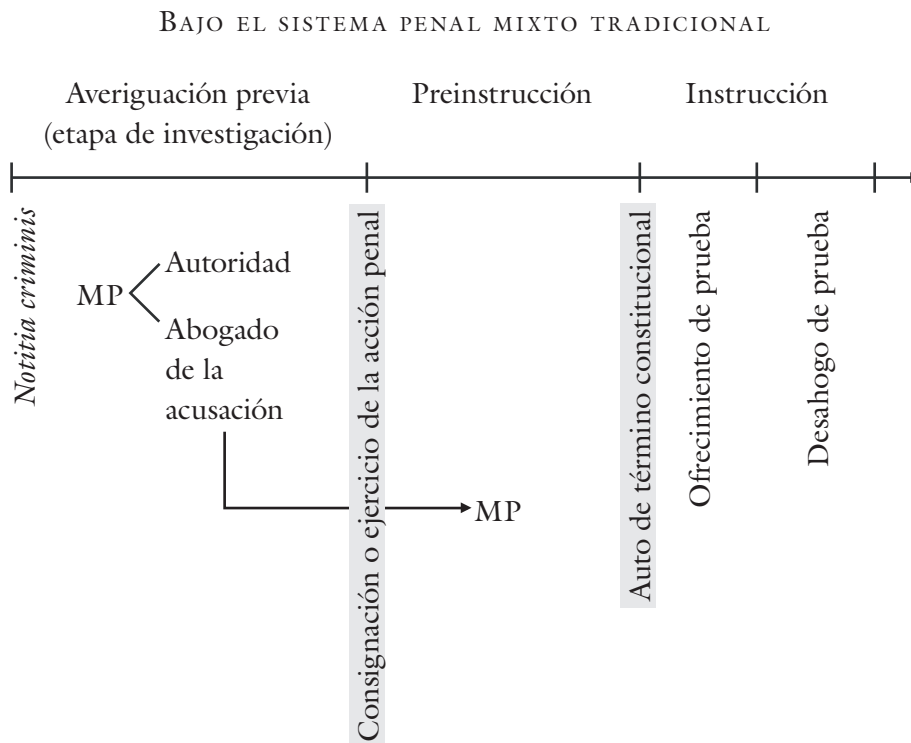 BAJO EL SISTEMA PENAL MIXTO TRADICIONAL
Averiguación previa
(etapa de investigación)
Preinstrucción
Instrucción
Notitia criminis
MP
Autoridad
Abogado
de la
acusación
Consignación o ejercicio de la acción penal
MP
Auto de término constitucional
Ofrecimiento de prueba
Desahogo de prueba